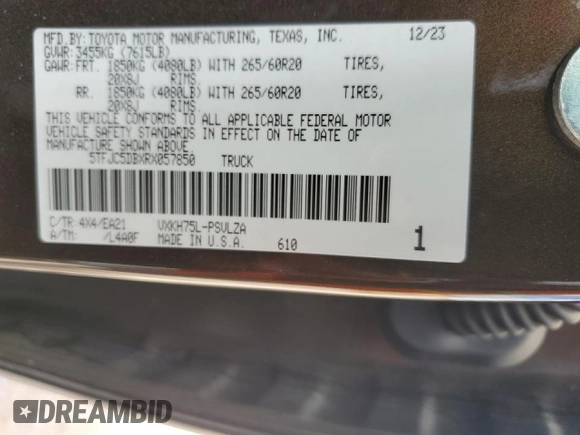 MFD.BY:TOYOTA MOTOR MANUFACTURING, TEXAS, INC. 12/23
GVWR: 3455KG (7615LB)
GAWR: FRT. 1850KG (4080LB) WITH 265/60R20 TIRES,
20X8J RIMS.
RR. 1850KG (4080LB) WITH 265/60R20 TIRES,
20X8J RIMS.
THIS VEHICLE CONFORMS TO ALL APPLICABLE FEDERAL MOTOR
VEHICLE SAFETY STANDARDS IN EFFECT ON THE DATE OF
MANUFACTURE SHOWN ABOVE.
5TFJC5DBXRX057850 TRUCK
C/TR: 4X4/EA21 VXKH75L-PSVLZA
A/TM: /L4A0F MADE IN U.S.A. 610 1
DREAMBID